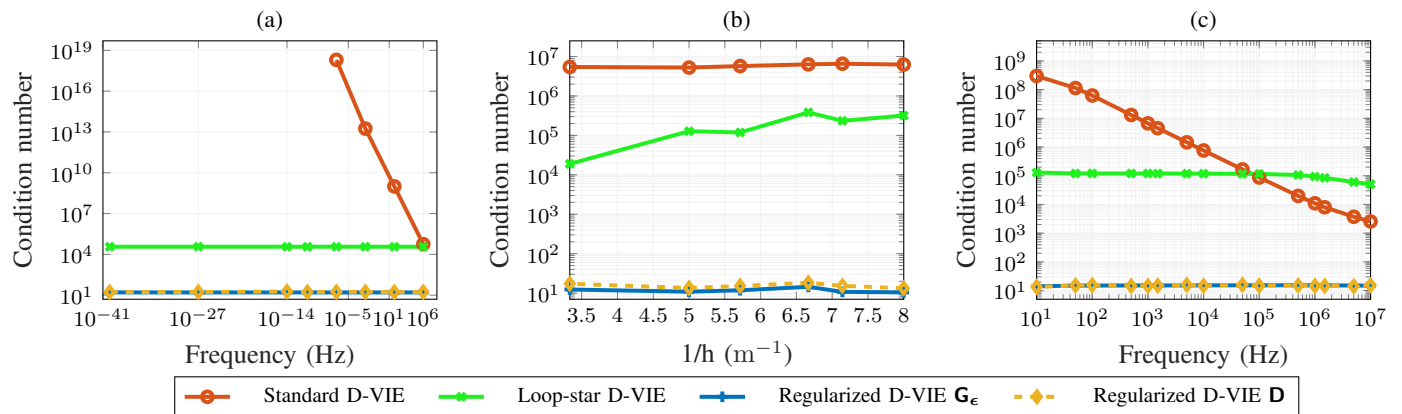 (a)
(b)
(c)
Condition number
10^19
10^16
10^13
10^10
10^7
10^4
10^1
10^−41 10^−27 10^−14 10^−5 10^1 10^6
Frequency (Hz)
Condition number
10^7
10^6
10^5
10^4
10^3
10^2
10^1
3.5 4 4.5 5 5.5 6 6.5 7 7.5 8
1/h (m^−1)
Condition number
10^9
10^8
10^7
10^6
10^5
10^4
10^3
10^2
10^1
10^1 10^2 10^3 10^4 10^5 10^6 10^7
Frequency (Hz)
Standard D-VIE Loop-star D-VIE Regularized D-VIE G_ϵ Regularized D-VIE D